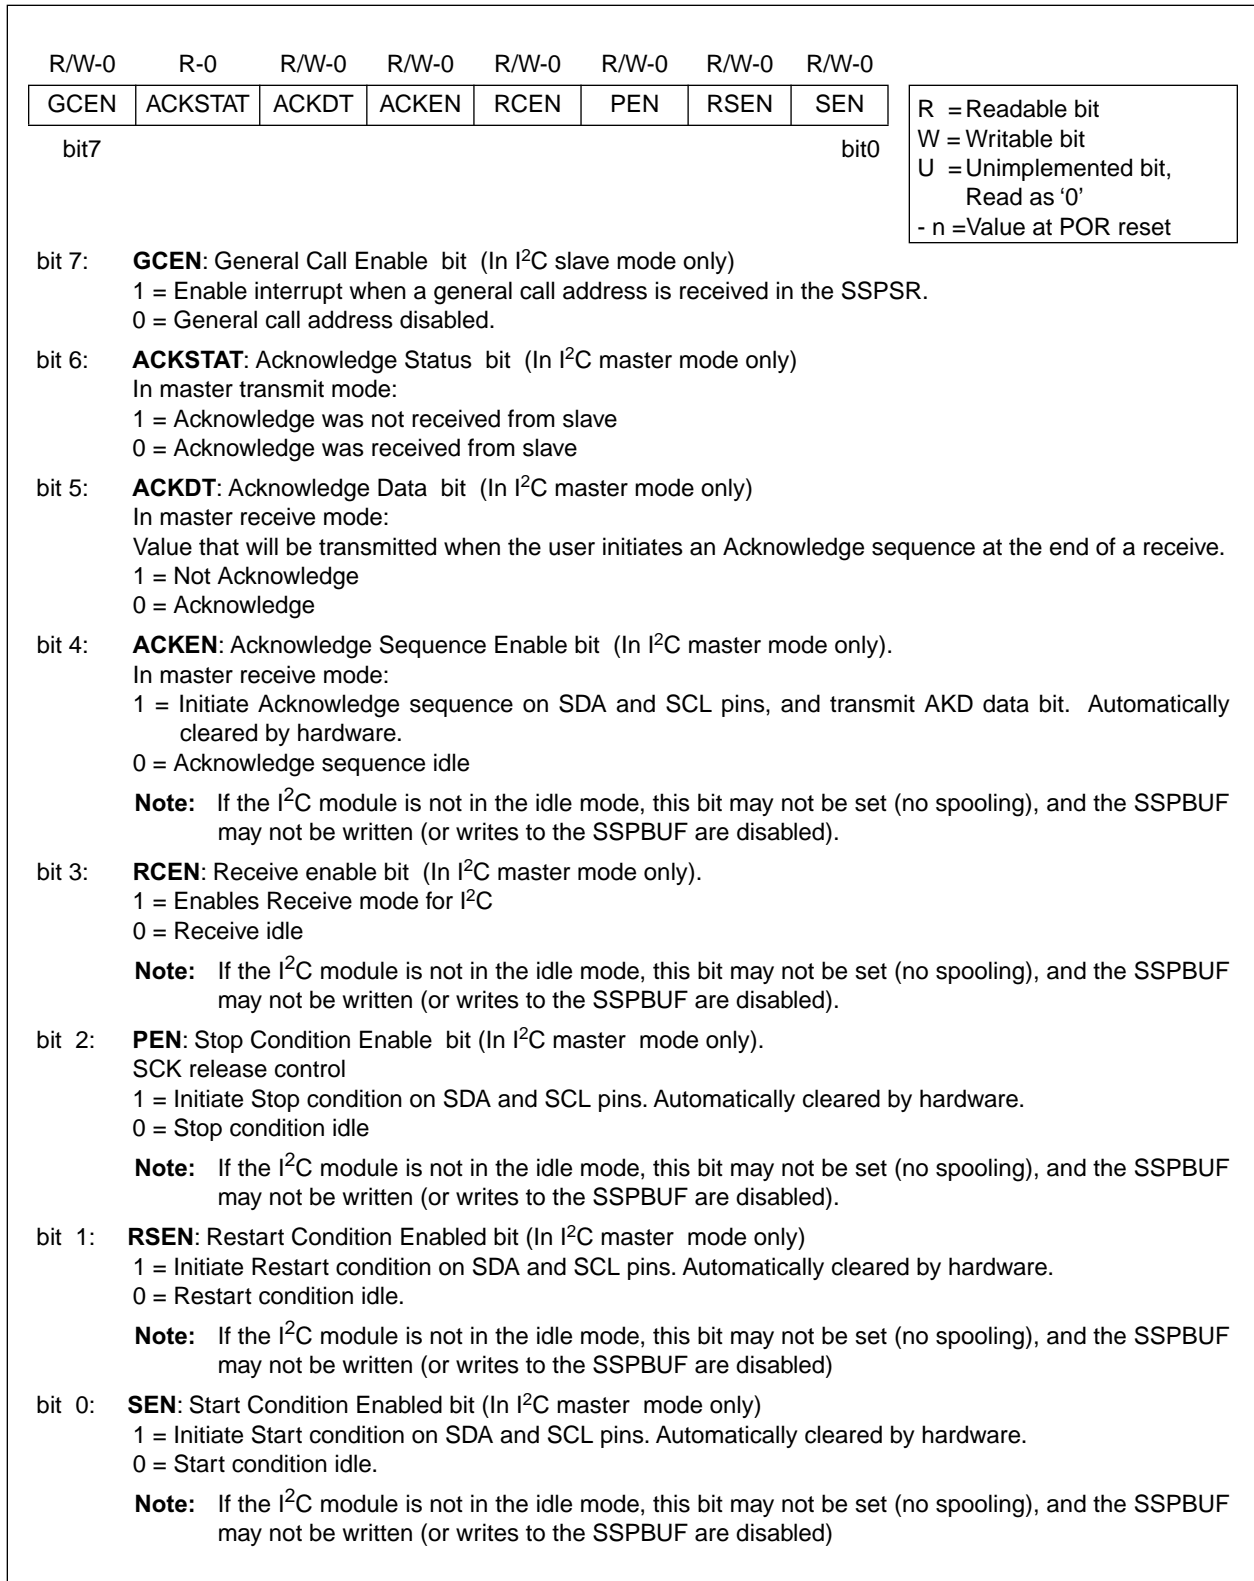 R/W-0 R-0 R/W-0 R/W-0 R/W-0 R/W-0 R/W-0 R/W-0
GCEN ACKSTAT ACKDT ACKEN RCEN PEN RSEN SEN
bit7 bit0
R = Readable bit
W = Writable bit
U = Unimplemented bit,
Read as ‘0’
- n = Value at POR reset
bit 7: GCEN: General Call Enable bit (In I²C slave mode only)
1 = Enable interrupt when a general call address is received in the SSPSR.
0 = General call address disabled.
bit 6: ACKSTAT: Acknowledge Status bit (In I²C master mode only)
In master transmit mode:
1 = Acknowledge was not received from slave
0 = Acknowledge was received from slave
bit 5: ACKDT: Acknowledge Data bit (In I²C master mode only)
In master receive mode:
Value that will be transmitted when the user initiates an Acknowledge sequence at the end of a receive.
1 = Not Acknowledge
0 = Acknowledge
bit 4: ACKEN: Acknowledge Sequence Enable bit (In I²C master mode only).
In master receive mode:
1 = Initiate Acknowledge sequence on SDA and SCL pins, and transmit AKD data bit. Automatically
cleared by hardware.
0 = Acknowledge sequence idle
Note: If the I²C module is not in the idle mode, this bit may not be set (no spooling), and the SSPBUF
may not be written (or writes to the SSPBUF are disabled).
bit 3: RCEN: Receive enable bit (In I²C master mode only).
1 = Enables Receive mode for I²C
0 = Receive idle
Note: If the I²C module is not in the idle mode, this bit may not be set (no spooling), and the SSPBUF
may not be written (or writes to the SSPBUF are disabled).
bit 2: PEN: Stop Condition Enable bit (In I²C master mode only).
SCK release control
1 = Initiate Stop condition on SDA and SCL pins. Automatically cleared by hardware.
0 = Stop condition idle
Note: If the I²C module is not in the idle mode, this bit may not be set (no spooling), and the SSPBUF
may not be written (or writes to the SSPBUF are disabled).
bit 1: RSEN: Restart Condition Enabled bit (In I²C master mode only)
1 = Initiate Restart condition on SDA and SCL pins. Automatically cleared by hardware.
0 = Restart condition idle.
Note: If the I²C module is not in the idle mode, this bit may not be set (no spooling), and the SSPBUF
may not be written (or writes to the SSPBUF are disabled)
bit 0: SEN: Start Condition Enabled bit (In I²C master mode only)
1 = Initiate Start condition on SDA and SCL pins. Automatically cleared by hardware.
0 = Start condition idle.
Note: If the I²C module is not in the idle mode, this bit may not be set (no spooling), and the SSPBUF
may not be written (or writes to the SSPBUF are disabled)